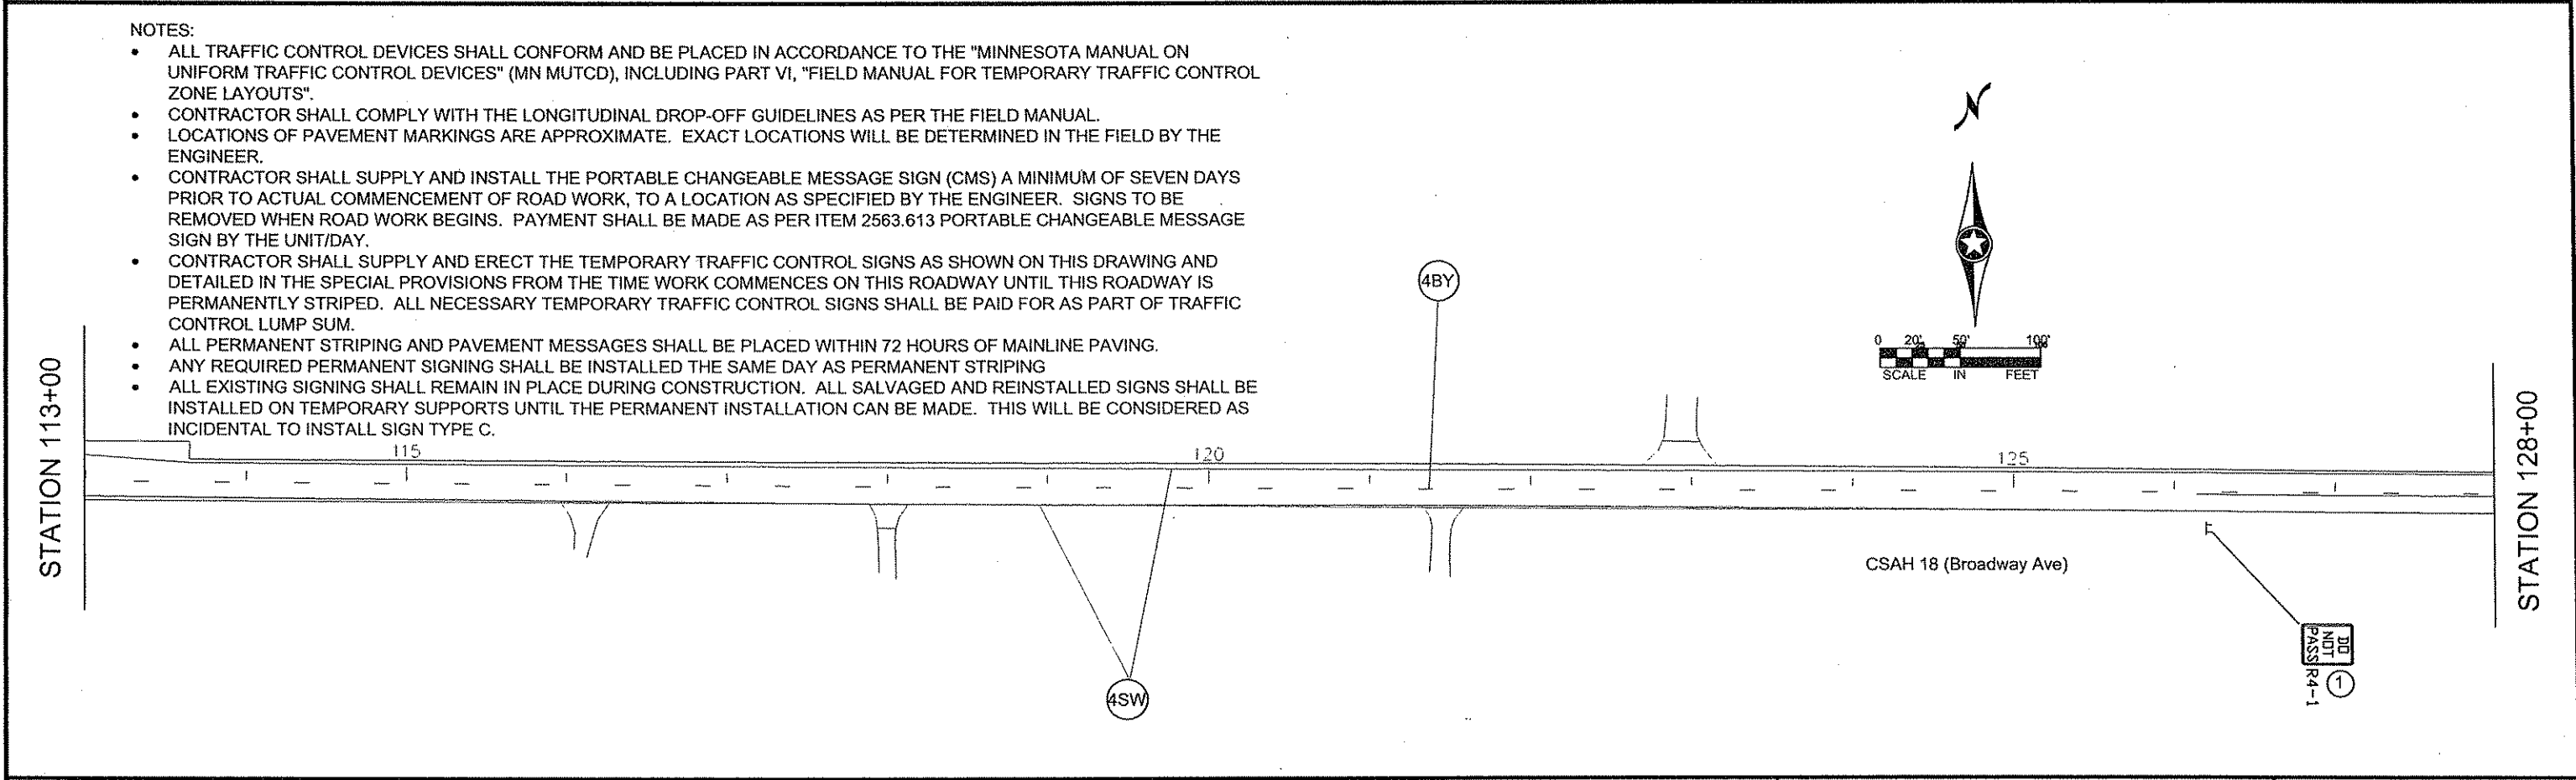 NOTES:
• ALL TRAFFIC CONTROL DEVICES SHALL CONFORM AND BE PLACED IN ACCORDANCE TO THE "MINNESOTA MANUAL ON
UNIFORM TRAFFIC CONTROL DEVICES" (MN MUTCD), INCLUDING PART VI, "FIELD MANUAL FOR TEMPORARY TRAFFIC CONTROL
ZONE LAYOUTS".
• CONTRACTOR SHALL COMPLY WITH THE LONGITUDINAL DROP-OFF GUIDELINES AS PER THE FIELD MANUAL.
• LOCATIONS OF PAVEMENT MARKINGS ARE APPROXIMATE. EXACT LOCATIONS WILL BE DETERMINED IN THE FIELD BY THE
ENGINEER.
• CONTRACTOR SHALL SUPPLY AND INSTALL THE PORTABLE CHANGEABLE MESSAGE SIGN (CMS) A MINIMUM OF SEVEN DAYS
PRIOR TO ACTUAL COMMENCEMENT OF ROAD WORK, TO A LOCATION AS SPECIFIED BY THE ENGINEER. SIGNS TO BE
REMOVED WHEN ROAD WORK BEGINS. PAYMENT SHALL BE MADE AS PER ITEM 2563.613 PORTABLE CHANGEABLE MESSAGE
SIGN BY THE UNIT/DAY.
• CONTRACTOR SHALL SUPPLY AND ERECT THE TEMPORARY TRAFFIC CONTROL SIGNS AS SHOWN ON THIS DRAWING AND
DETAILED IN THE SPECIAL PROVISIONS FROM THE TIME WORK COMMENCES ON THIS ROADWAY UNTIL THIS ROADWAY IS
PERMANENTLY STRIPED. ALL NECESSARY TEMPORARY TRAFFIC CONTROL SIGNS SHALL BE PAID FOR AS PART OF TRAFFIC
CONTROL LUMP SUM.
• ALL PERMANENT STRIPING AND PAVEMENT MESSAGES SHALL BE PLACED WITHIN 72 HOURS OF MAINLINE PAVING.
• ANY REQUIRED PERMANENT SIGNING SHALL BE INSTALLED THE SAME DAY AS PERMANENT STRIPING
• ALL EXISTING SIGNING SHALL REMAIN IN PLACE DURING CONSTRUCTION. ALL SALVAGED AND REINSTALLED SIGNS SHALL BE
INSTALLED ON TEMPORARY SUPPORTS UNTIL THE PERMANENT INSTALLATION CAN BE MADE. THIS WILL BE CONSIDERED AS
INCIDENTAL TO INSTALL SIGN TYPE C.
N
0 20' 50' 100'
SCALE IN FEET
4BY
STATION 113+00
115
120
125
STATION 128+00
CSAH 18 (Broadway Ave)
4SW
DO
NOT
PASS
R4-1
1